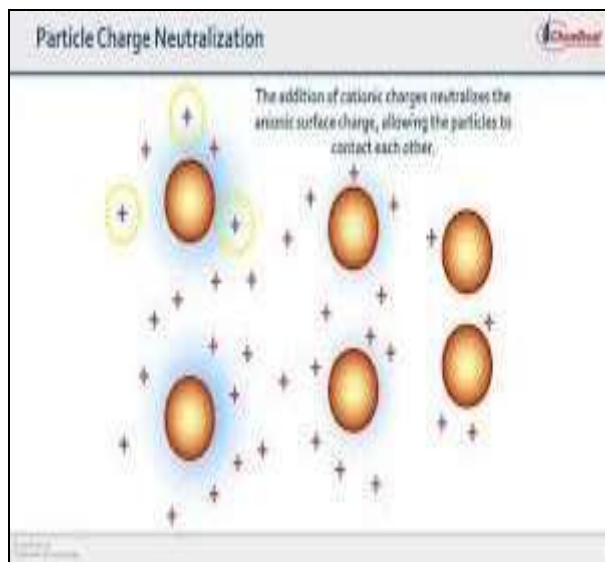 Particle Charge Neutralization
ChemTreat
The addition of cationic charges neutralizes the
anionic surface charge, allowing the particles to
contact each other.